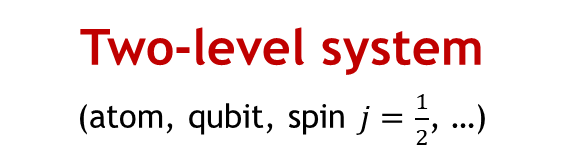 Two-level system
(atom, qubit, spin j = 1/2, ...)